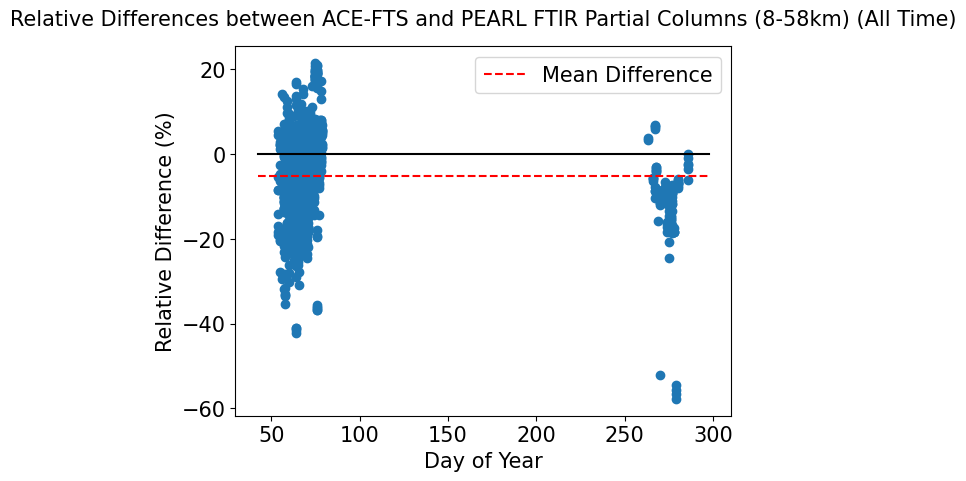 Relative Differences between ACE-FTS and PEARL FTIR Partial Columns (8-58km) (All Time)
Mean Difference
Relative Difference (%)
20
0
−20
−40
−60
50 100 150 200 250 300
Day of Year